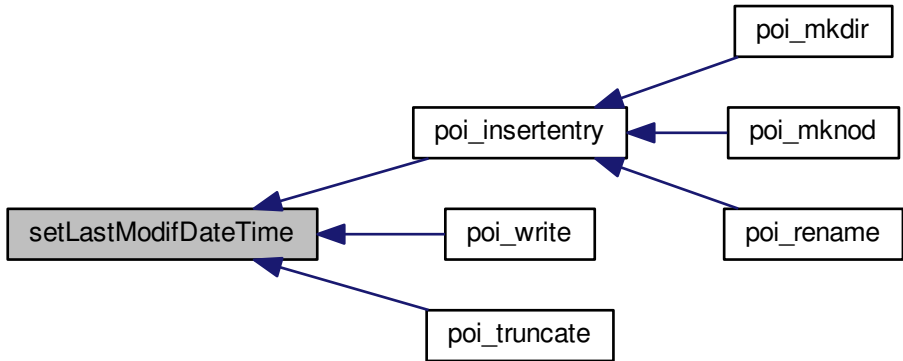 poi_mkdir
poi_insertentry
poi_mknod
setLastModifDateTime
poi_write
poi_rename
poi_truncate